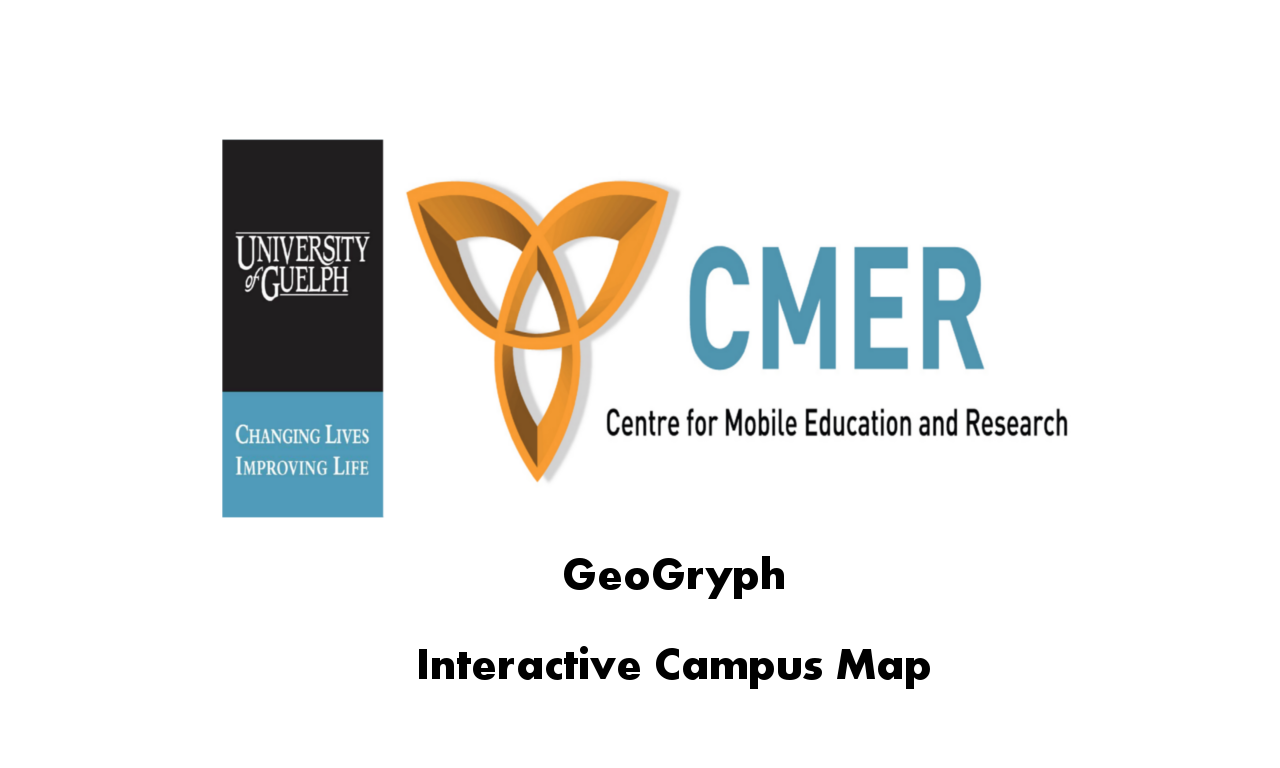 UNIVERSITY
of GUELPH
CHANGING LIVES
IMPROVING LIFE
CMER
Centre for Mobile Education and Research
GeoGryph
Interactive Campus Map